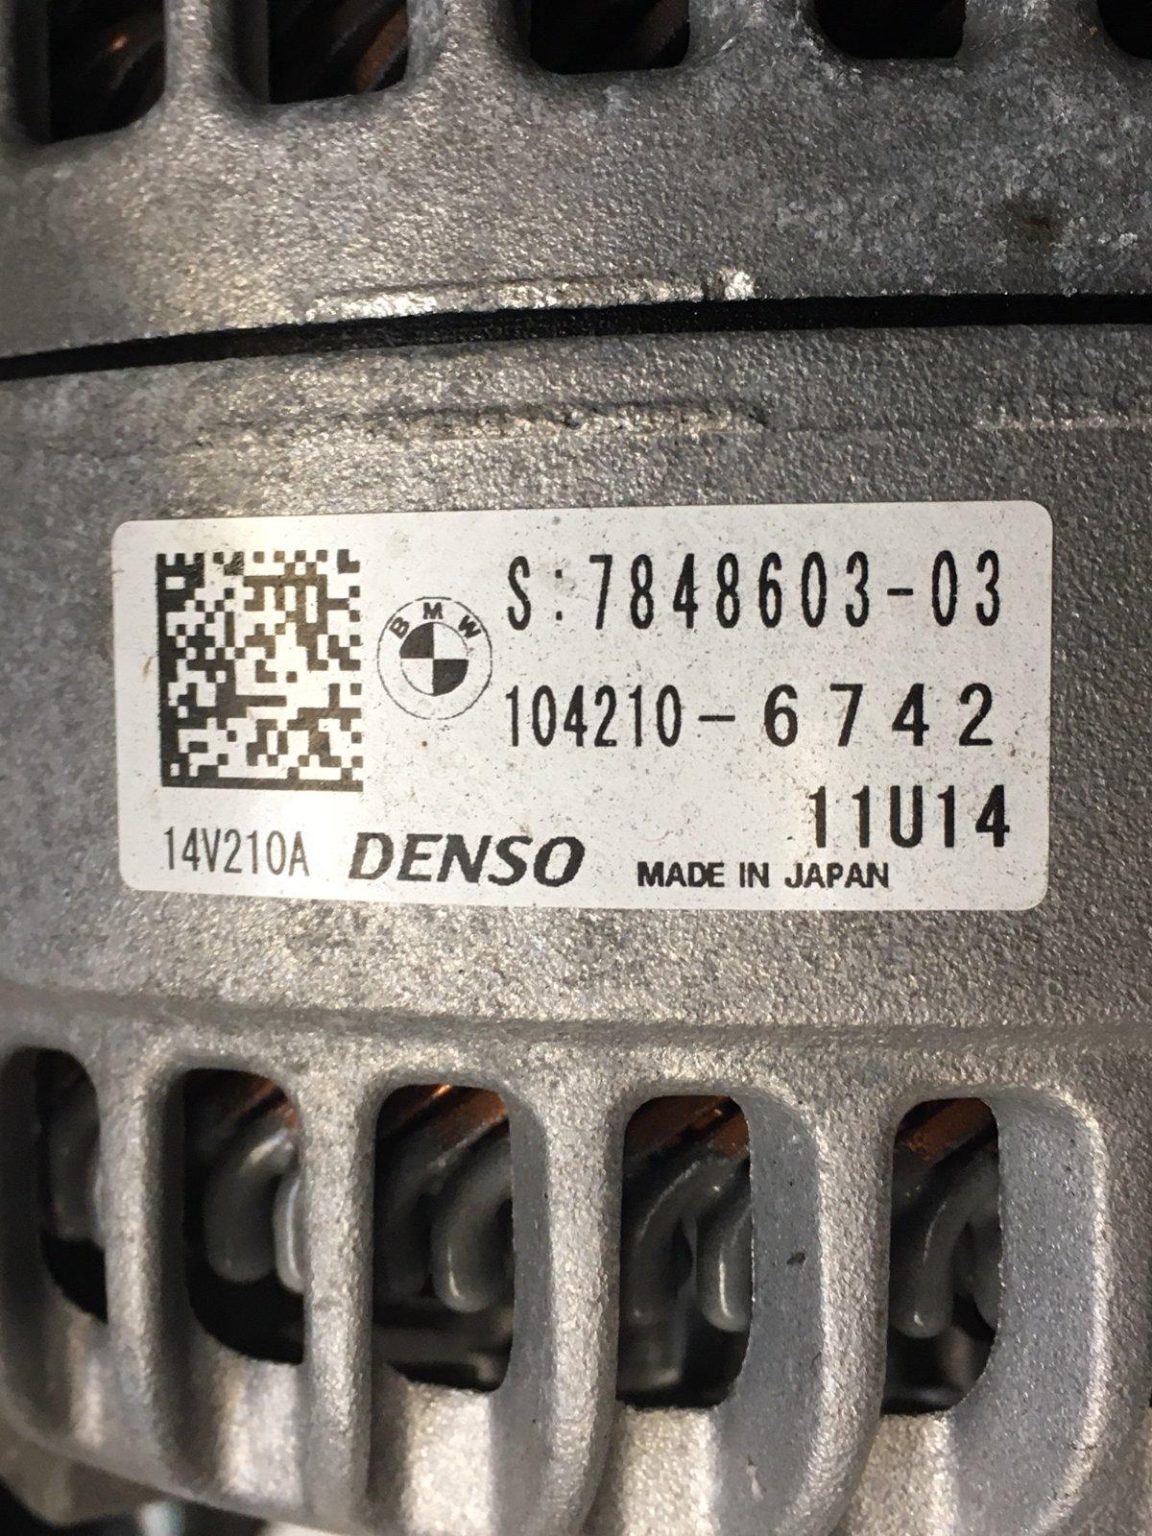 BMW
S:7848603-03
104210-6742
11U14
14V210A DENSO MADE IN JAPAN